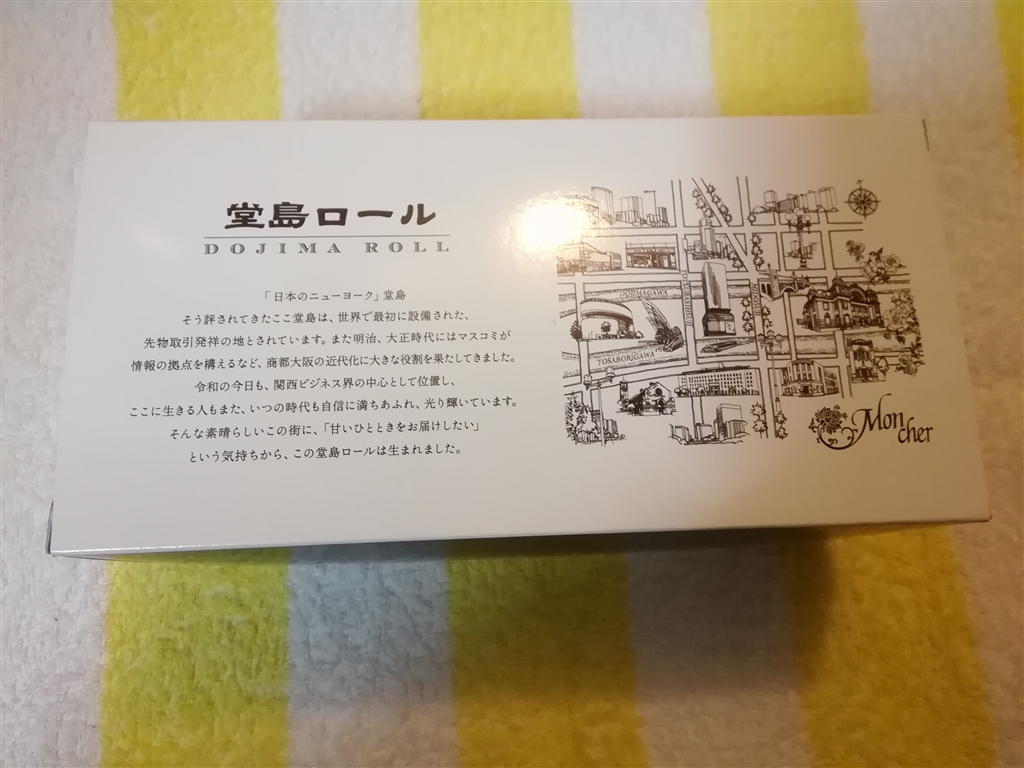 堂島ロール
DOJIMA ROLL
「日本のニューヨーク」堂島
そう評されてきたここ堂島は、世界で最初に設備された、
先物取引発祥の地とされています。また明治、大正時代にはマスコミが
情報の拠点を構えるなど、商都大阪の近代化に大きな役割を果たしてきました。
令和の今日も、関西ビジネス界の中心として位置し、
ここに生きる人もまた、いつの時代も自信に満ちあふれ、光り輝いています。
そんな素晴らしいこの街に、「甘いひとときをお届けしたい」
という気持ちから、この堂島ロールは生まれました。
DOJIMAGAWA
TOSABORIGAWA
Mon
cher